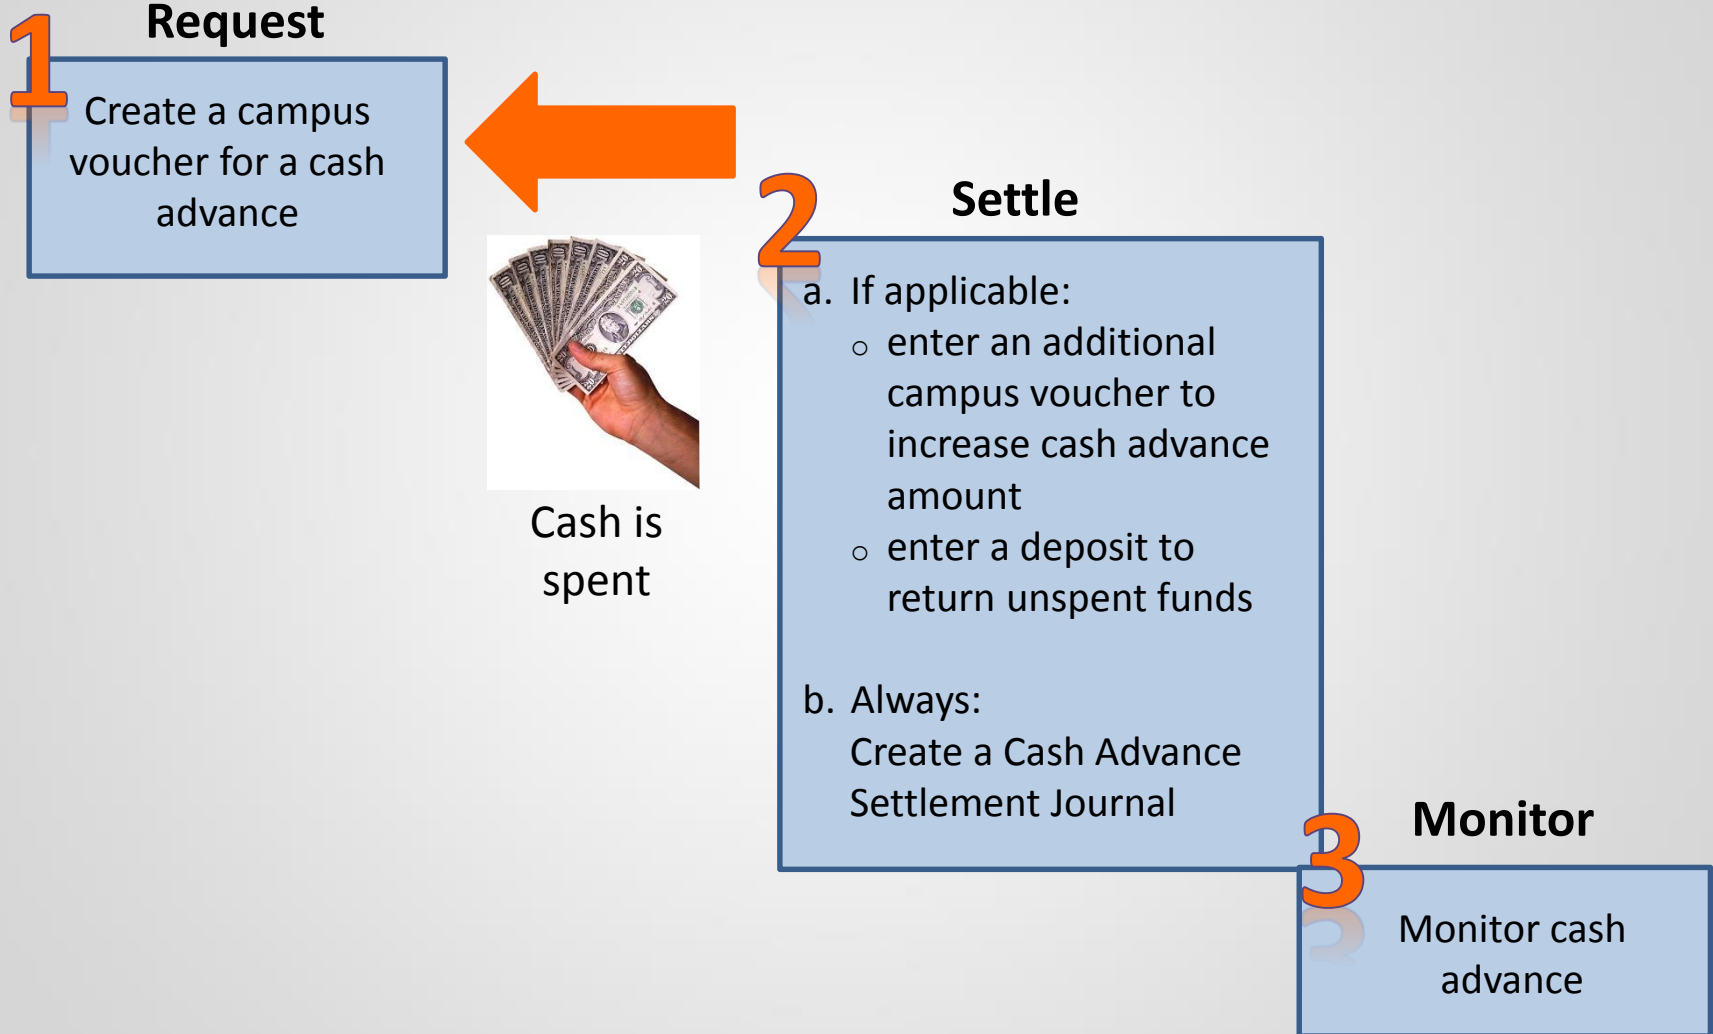 1
Request
Create a campus
voucher for a cash
advance
Cash is
spent
2
Settle
a. If applicable:
o enter an additional
campus voucher to
increase cash advance
amount
o enter a deposit to
return unspent funds
b. Always:
Create a Cash Advance
Settlement Journal
3
Monitor
Monitor cash
advance